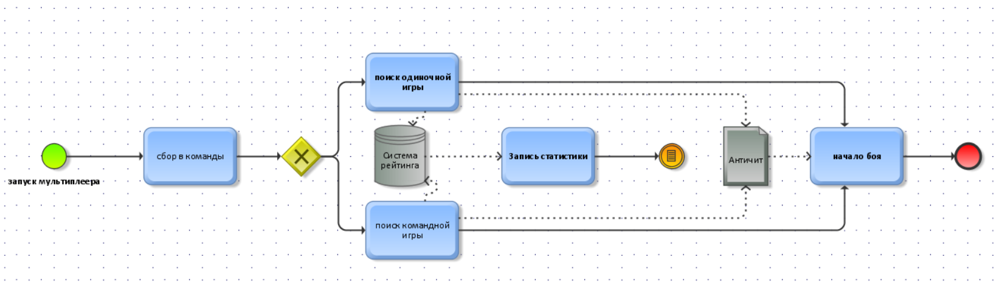 запуск мультиплеера
сбор в команды
поиск одиночной
игры
Система
рейтинга
поиск командной
игры
Запись статистики
Античит
начало боя